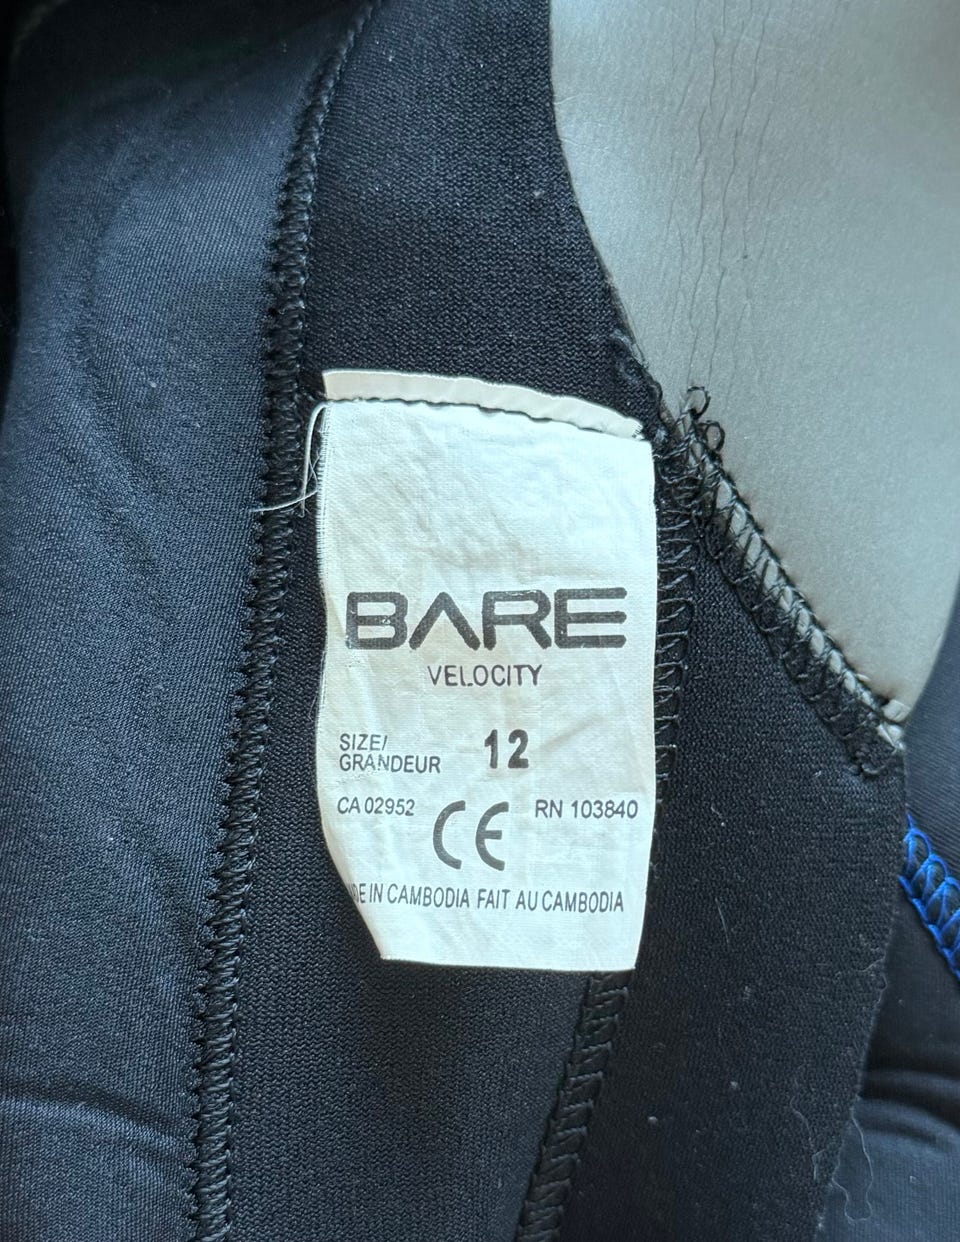 BARE
VELOCITY
SIZE/
GRANDEUR
12
CA 02952
CE
RN 103840
IN CAMBODIA FAIT AU CAMBODIA